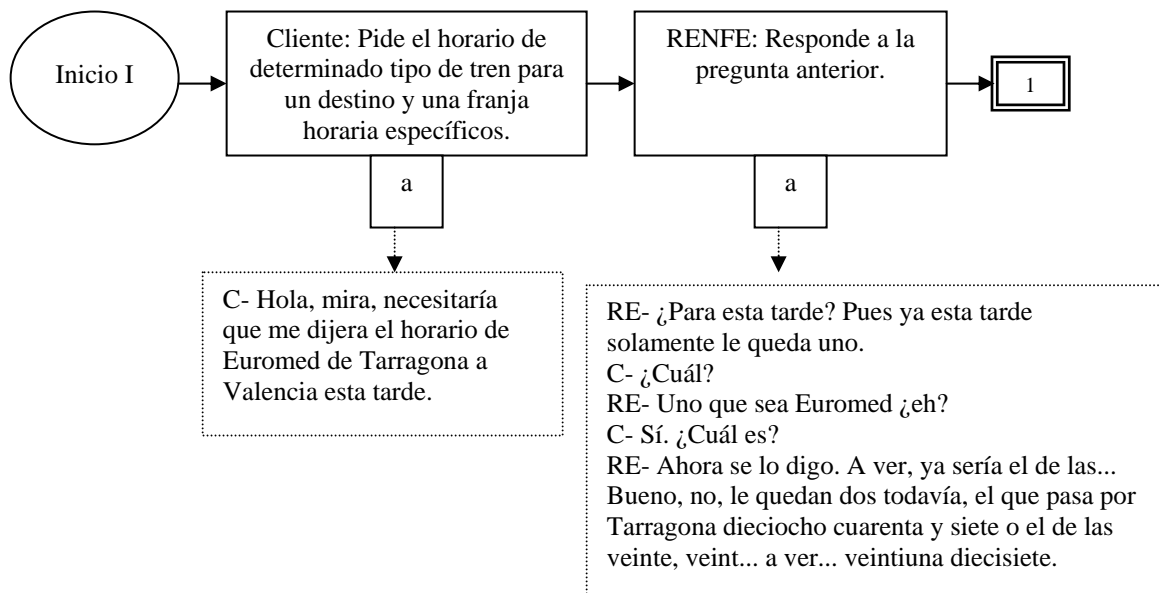 Inicio I
Cliente: Pide el horario de
determinado tipo de tren para
un destino y una franja
horaria específicos.
RENFE: Responde a la
pregunta anterior.
1
a
a
C- Hola, mira, necesitaría
que me dijera el horario de
Euromed de Tarragona a
Valencia esta tarde.
RE- ¿Para esta tarde? Pues ya esta tarde
solamente le queda uno.
C- ¿Cuál?
RE- Uno que sea Euromed ¿eh?
C- Sí. ¿Cuál es?
RE- Ahora se lo digo. A ver, ya sería el de las...
Bueno, no, le quedan dos todavía, el que pasa por
Tarragona dieciocho cuarenta y siete o el de las
veinte, veint... a ver... veintiuna diecisiete.